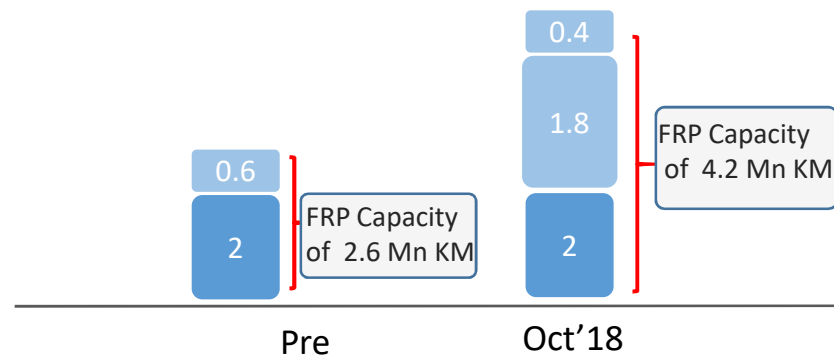 0.6
2
FRP Capacity
of 2.6 Mn KM
Pre
0.4
1.8
2
FRP Capacity
of 4.2 Mn KM
Oct’18